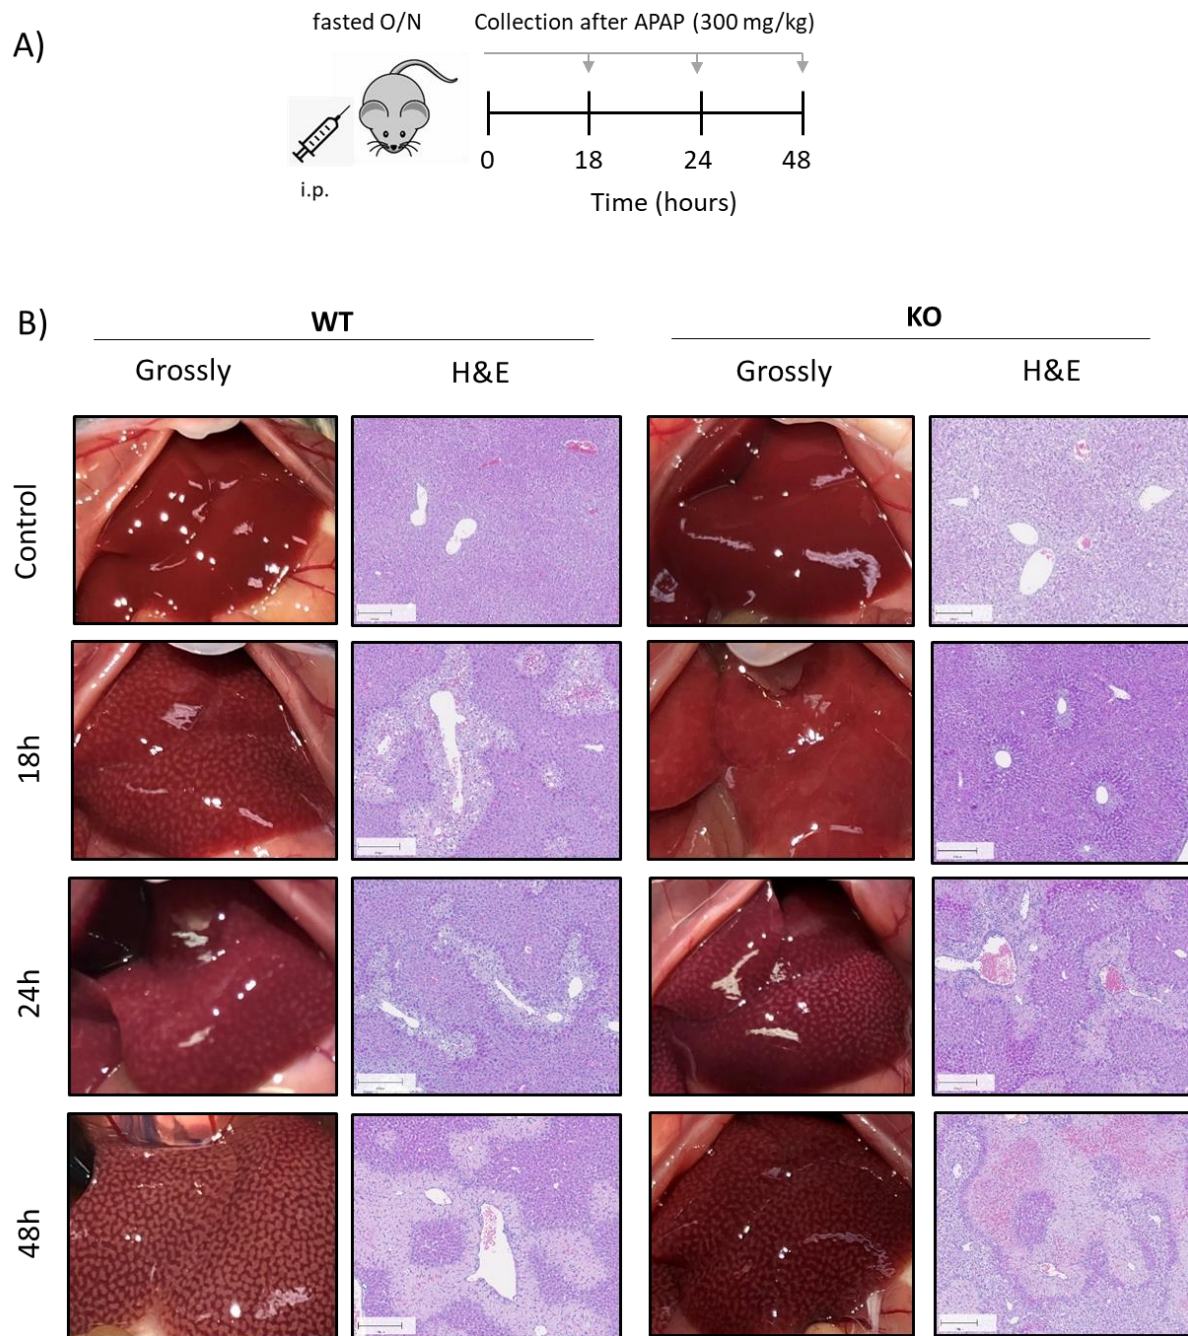 A)
fasted O/N
Collection after APAP (300 mg/kg)
i.p.
0 18 24 48
Time (hours)
B)
WT KO
Grossly H&E Grossly H&E
Control
18h
24h
48h